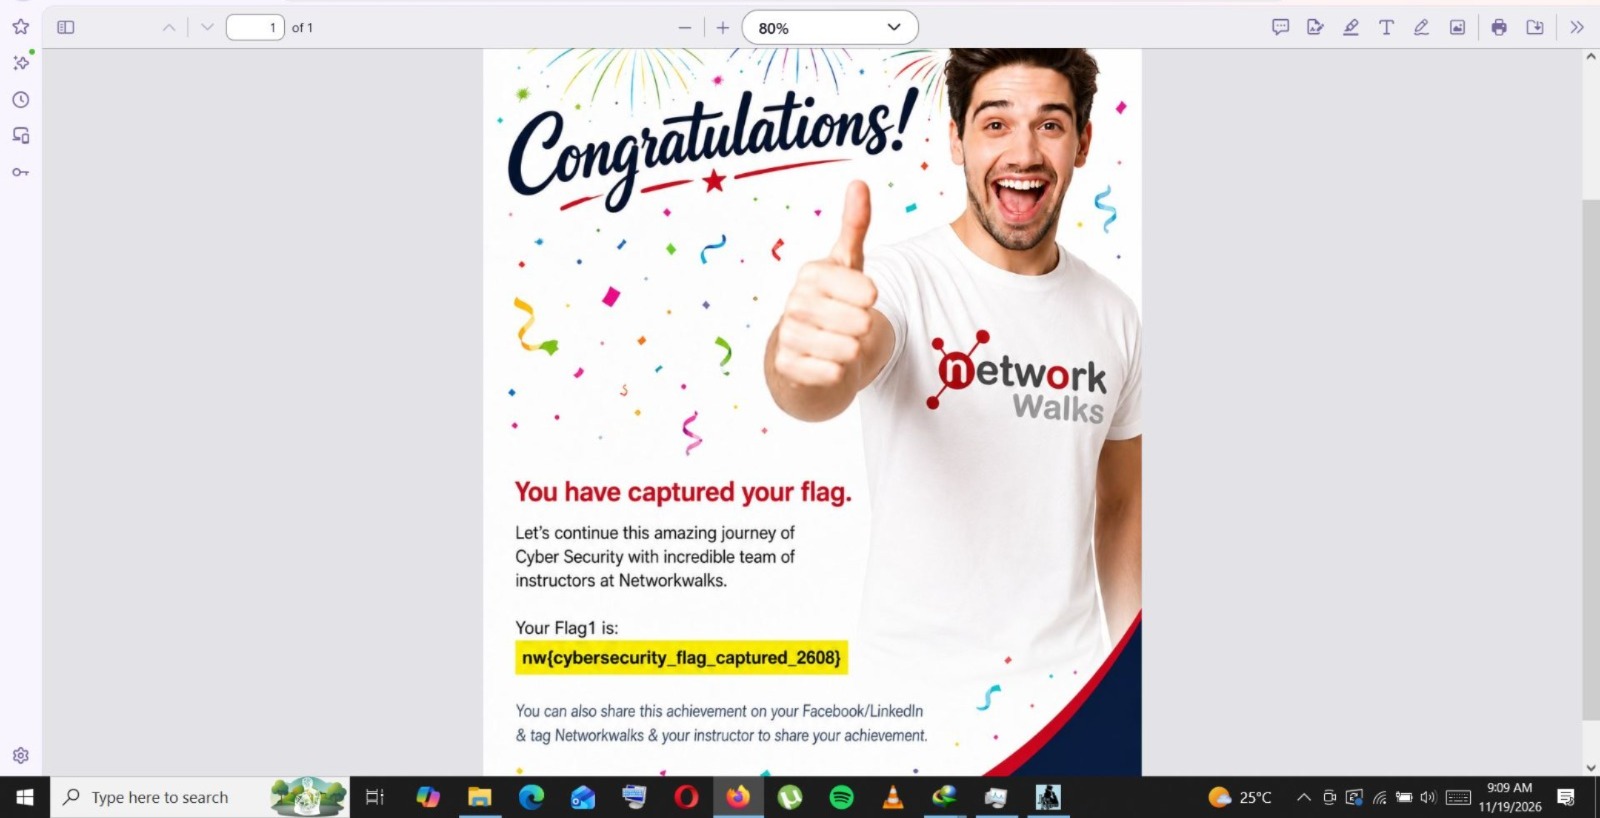 1 of 1
80%
Congratulations!
network
Walks
You have captured your flag.
Let's continue this amazing journey of
Cyber Security with incredible team of
instructors at Networkwalks.
Your Flag1 is:
nw{cybersecurity_flag_captured_2608}
You can also share this achievement on your Facebook/LinkedIn
& tag Networkwalks & your instructor to share your achievement.
Type here to search
25°C
9:09 AM
11/19/2026